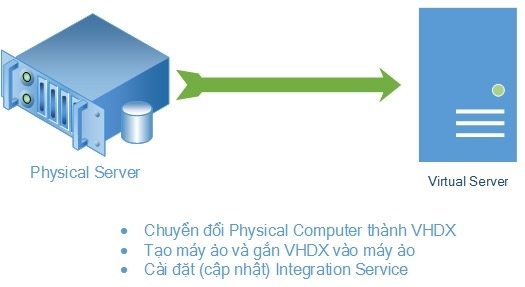 Physical Server
Virtual Server
• Chuyển đổi Physical Computer thành VHDX
• Tạo máy ảo và gắn VHDX vào máy ảo
• Cài đặt (cập nhật) Integration Service